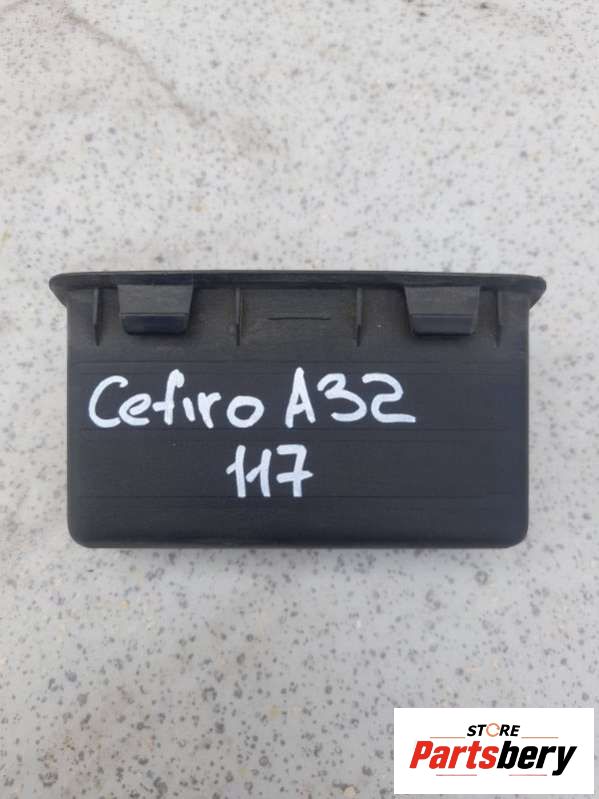 Cefiro A32
117
STORE
Partsbery